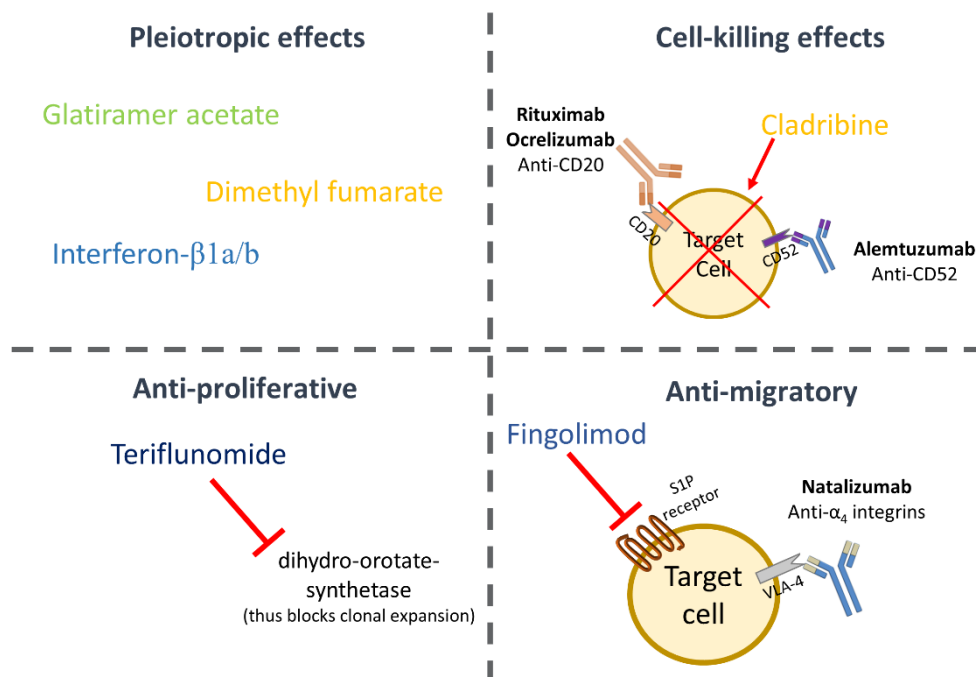 Pleiotropic effects
Glatiramer acetate
Dimethyl fumarate
Interferon-β1a/b
Cell-killing effects
Rituximab
Ocrelizumab
Anti-CD20
Cladribine
CD20
Target
Cell
CD52
Alemtuzumab
Anti-CD52
Anti-proliferative
Teriflunomide
dihydro-orotate-
synthetase
(thus blocks clonal expansion)
Anti-migratory
Fingolimod
S1P
receptor
Natalizumab
Anti-α₄ integrins
Target
cell
VLA-4